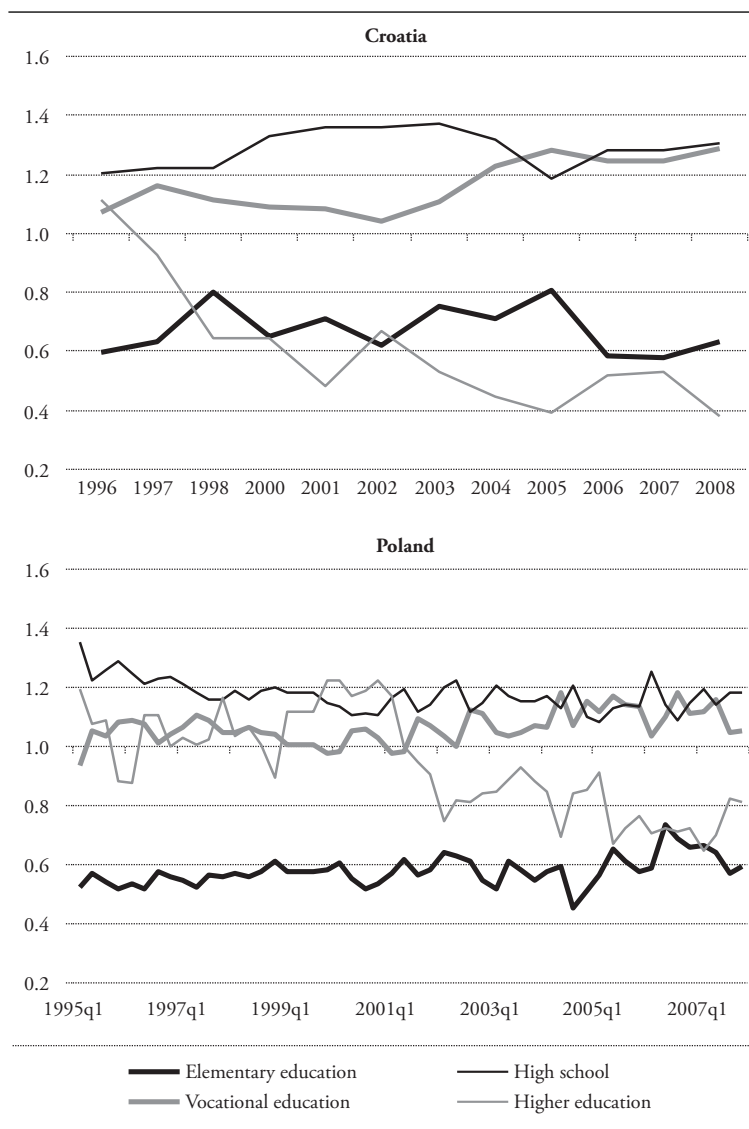 Croatia
1.6
1.4
1.2
1.0
0.8
0.6
0.4
0.2
1996 1997 1998 2000 2001 2002 2003 2004 2005 2006 2007 2008
Poland
1.6
1.4
1.2
1.0
0.8
0.6
0.4
0.2
1995q1 1997q1 1999q1 2001q1 2003q1 2005q1 2007q1
Elementary education High school
Vocational education Higher education